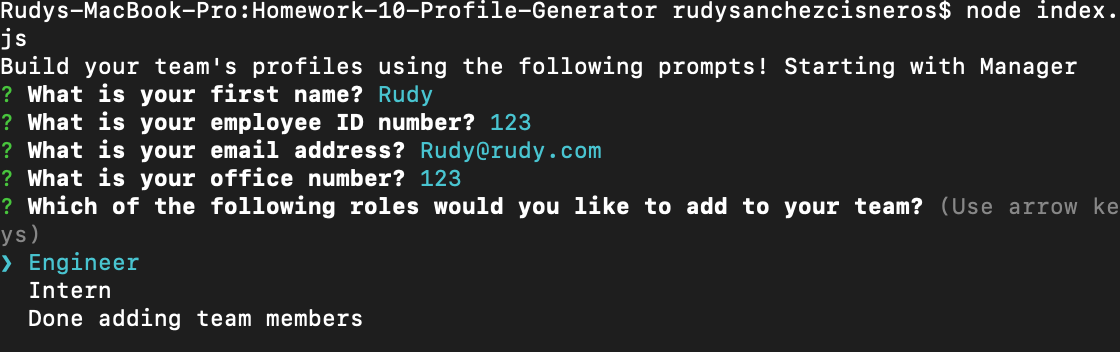 Rudys-MacBook-Pro:Homework-10-Profile-Generator rudysanchezcisneros$ node index.
js
Build your team's profiles using the following prompts! Starting with Manager
? What is your first name? Rudy
? What is your employee ID number? 123
? What is your email address? Rudy@rudy.com
? What is your office number? 123
? Which of the following roles would you like to add to your team? (Use arrow ke
ys)
❯ Engineer
Intern
Done adding team members